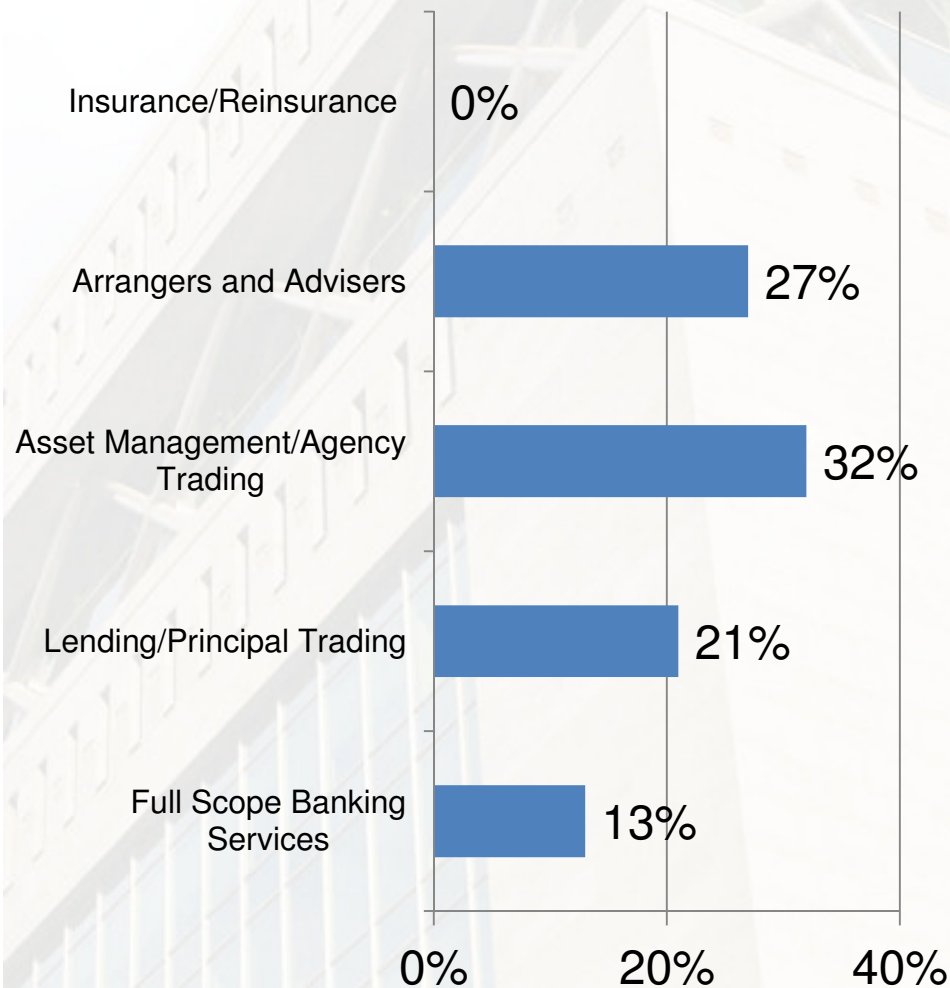 Insurance/Reinsurance
0%
Arrangers and Advisers
27%
Asset Management/Agency
Trading
32%
Lending/Principal Trading
21%
Full Scope Banking
Services
13%
0% 20% 40%